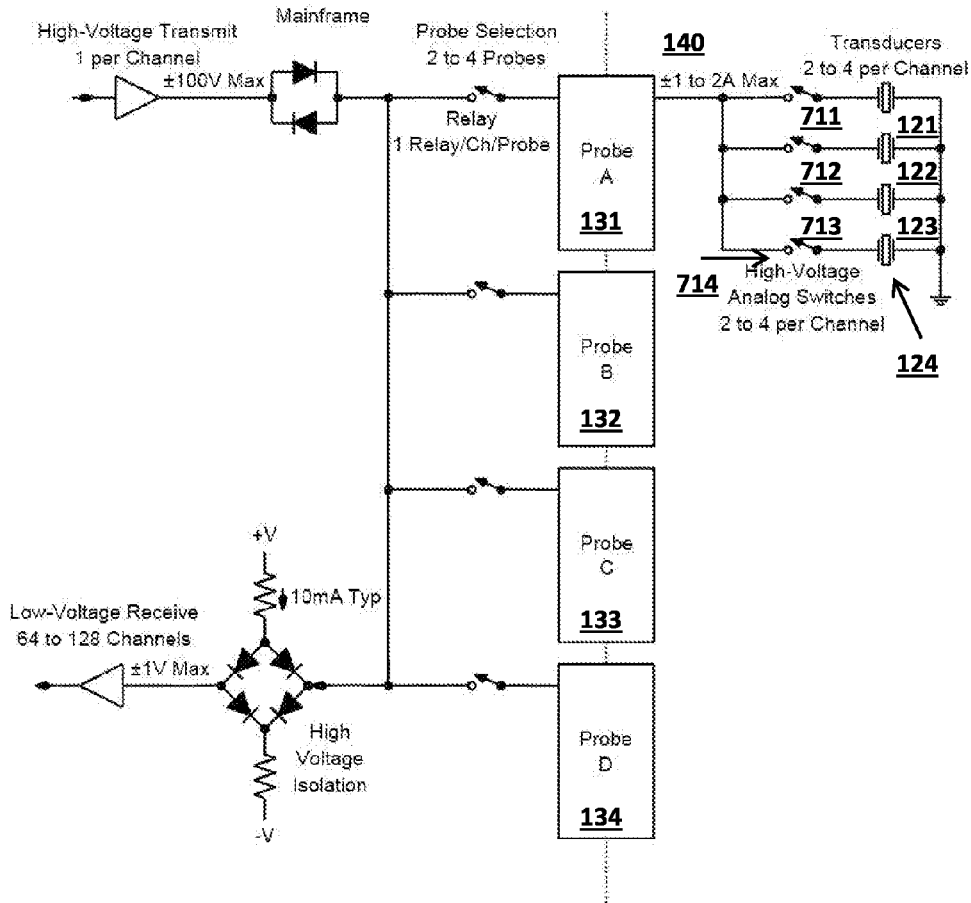 Mainframe
High-Voltage Transmit
1 per Channel
±100V Max
Probe Selection
2 to 4 Probes
140
±1 to 2A Max
Transducers
2 to 4 per Channel
Relay
1 Relay/Ch/Probe
Probe
A
131
711
121
712
122
713
123
714
High-Voltage
Analog Switches
2 to 4 per Channel
124
Probe
B
132
Probe
C
133
+V
10mA Typ
Low-Voltage Receive
64 to 128 Channels
±1V Max
High
Voltage
Isolation
-V
Probe
D
134